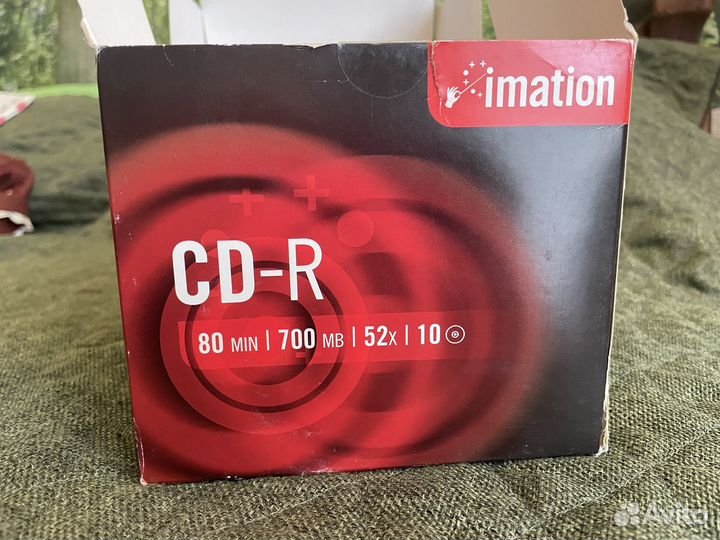 imation
CD-R
80 MIN | 700 MB | 52x | 10
Avito